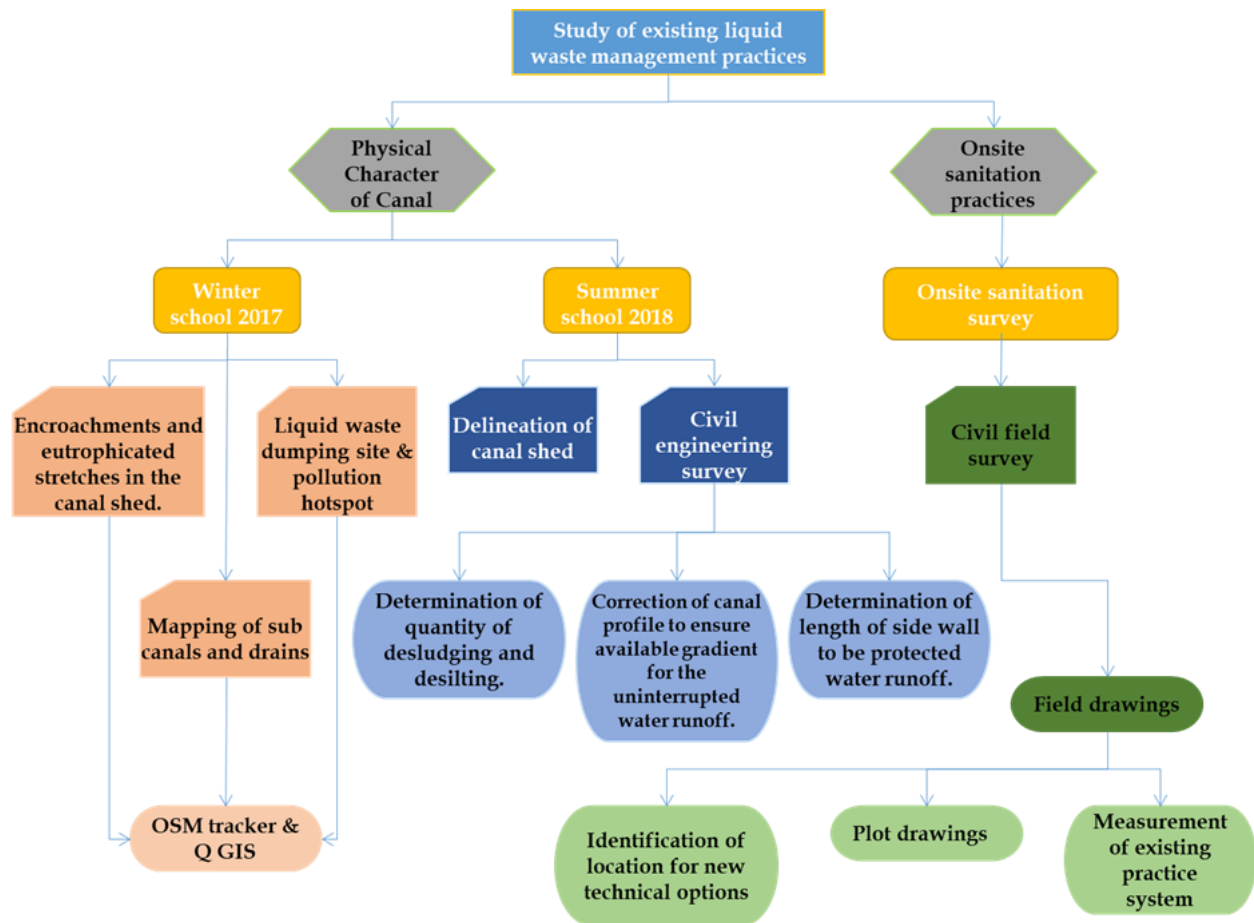 Study of existing liquid
waste management practices
Physical
Character
of Canal
Onsite
sanitation
practices
Winter
school 2017
Summer
school 2018
Onsite sanitation
survey
Encroachments and
eutrophicated
stretches in the
canal shed.
Liquid waste
dumping site &
pollution
hotspot
Delineation of
canal shed
Civil
engineering
survey
Civil field
survey
Mapping of sub
canals and drains
Determination of
quantity of
desludging and
desilting.
Correction of canal
profile to ensure
available gradient
for the
uninterrupted
water runoff.
Determination of
length of side wall
to be protected
water runoff.
Field drawings
OSM tracker &
Q GIS
Identification of
location for new
technical options
Plot drawings
Measurement
of existing
practice
system